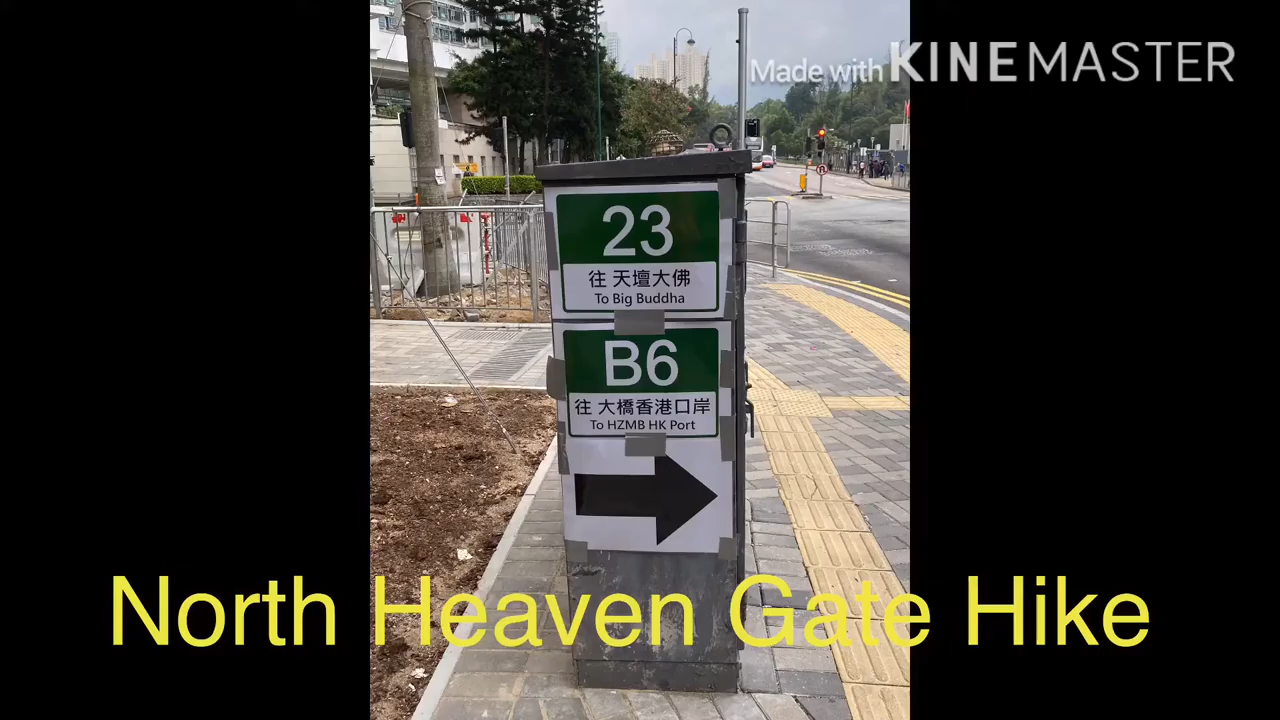 Made with KINEMASTER
23
往 天壇大佛
To Big Buddha
B6
往 大橋香港口岸
To HZMB HK Port
North Heaven Gate Hike